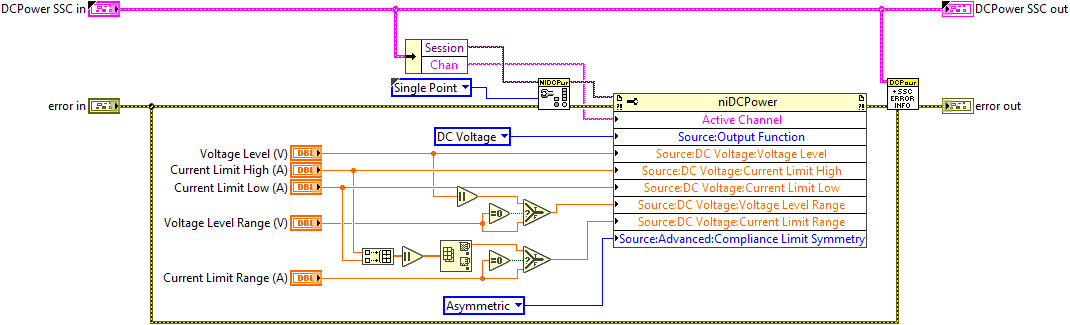 DCPower SSC in
DCPower SSC out
Session
Chan
Single Point
NIDCPwr
DCPowr
+SSC
ERROR
INFO
error in
niDCPower
error out
Active Channel
DC Voltage
Source:Output Function
Voltage Level (V)
DBL
Source:DC Voltage:Voltage Level
Current Limit High (A)
DBL
Source:DC Voltage:Current Limit High
Current Limit Low (A)
DBL
Source:DC Voltage:Current Limit Low
Source:DC Voltage:Voltage Level Range
Voltage Level Range (V)
DBL
=0
?
T
F
Source:DC Voltage:Current Limit Range
Source:Advanced:Compliance Limit Symmetry
=0
?
T
F
Current Limit Range (A)
DBL
Asymmetric